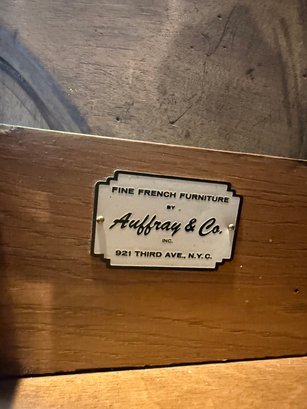 FINE FRENCH FURNITURE
BY
Auffray & Co.
INC.
921 THIRD AVE., N.Y.C.